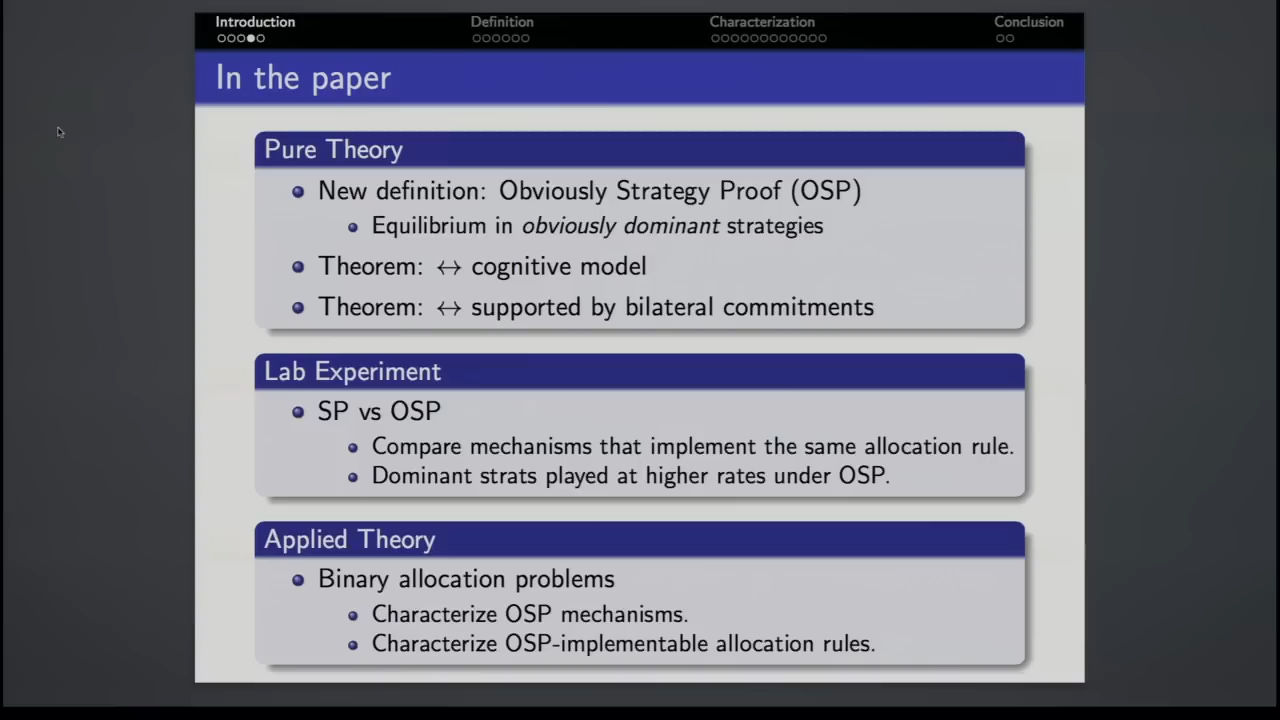 Introduction Definition Characterization Conclusion
In the paper
Pure Theory
New definition: Obviously Strategy Proof (OSP)
Equilibrium in obviously dominant strategies
Theorem: ↔ cognitive model
Theorem: ↔ supported by bilateral commitments
Lab Experiment
SP vs OSP
Compare mechanisms that implement the same allocation rule.
Dominant strats played at higher rates under OSP.
Applied Theory
Binary allocation problems
Characterize OSP mechanisms.
Characterize OSP-implementable allocation rules.